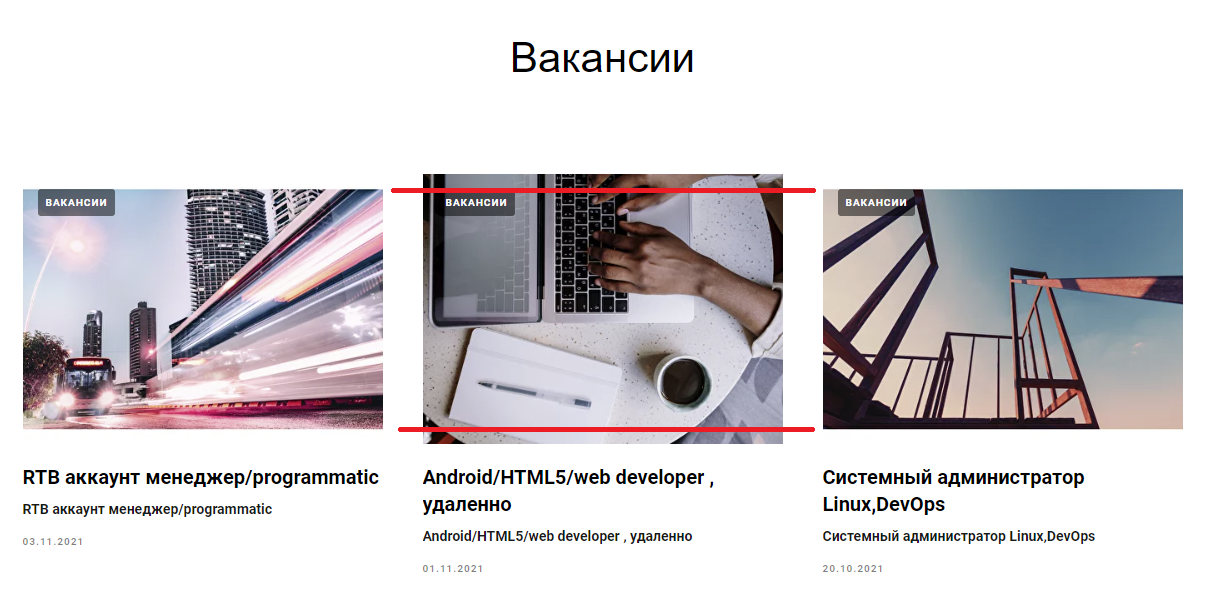 Вакансии
ВАКАНСИИ
RTB аккаунт менеджер/programmatic
RTB аккаунт менеджер/programmatic
03.11.2021
ВАКАНСИИ
Android/HTML5/web developer ,
удаленно
Android/HTML5/web developer , удаленно
01.11.2021
ВАКАНСИИ
Системный администратор
Linux,DevOps
Системный администратор Linux,DevOps
20.10.2021